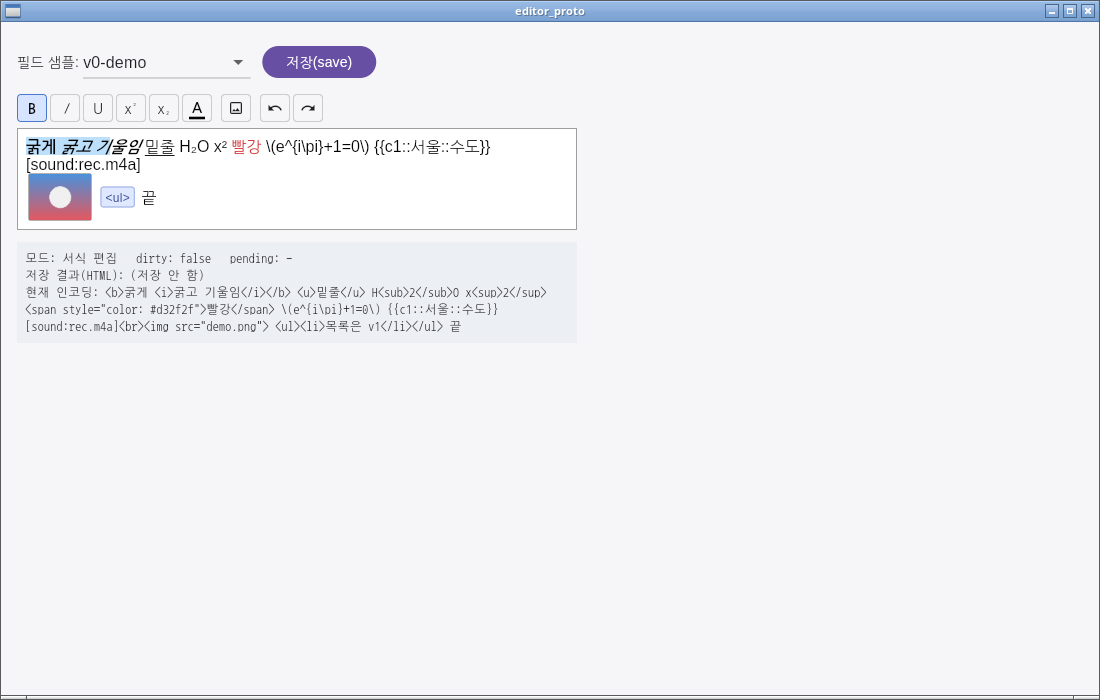 editor_proto
필드 샘플: v0-demo 저장(save)
B / U x² x₂ A
굵게 굵고 기울임 밑줄 H₂O x² 빨강 \(e^{i\pi}+1=0\) {{c1::서울::수도}}
[sound:rec.m4a]
<ul> 끝
모드: 서식 편집 dirty: false pending: –
저장 결과(HTML): (저장 안 함)
현재 인코딩: <b>굵게 <i>굵고 기울임</i></b> <u>밑줄</u> H<sub>2</sub>O x<sup>2</sup>
<span style="color: #d32f2f">빨강</span> \(e^{i\pi}+1=0\) {{c1::서울::수도}}
[sound:rec.m4a]<br><img src="demo.png"> <ul><li>목록은 v1</li></ul> 끝